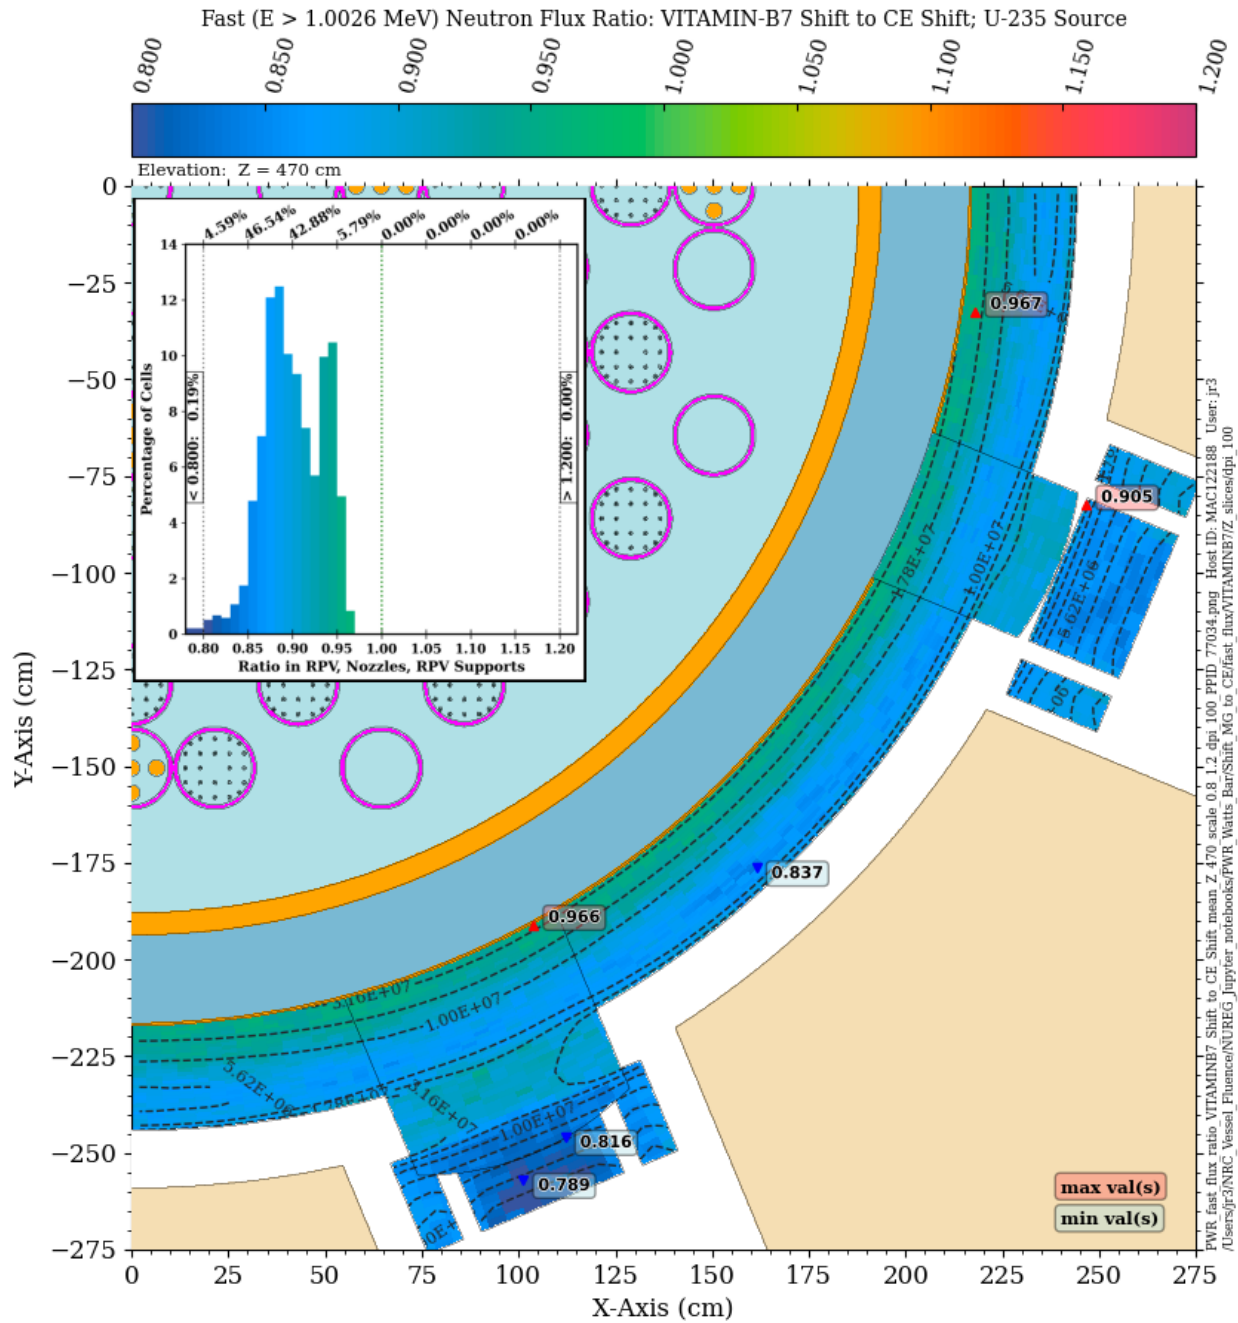 Fast (E > 1.0026 MeV) Neutron Flux Ratio: VITAMIN-B7 Shift to CE Shift; U-235 Source
0.800 0.850 0.900 0.950 1.000 1.050 1.100 1.150 1.200
Elevation: Z = 470 cm
4.59% 46.54% 42.88% 5.79% 0.00% 0.00% 0.00% 0.00%
14
12
10
8
6
4
2
0
Percentage of Cells
< 0.800: 0.19%
> 1.200: 0.00%
0.80 0.85 0.90 0.95 1.00 1.05 1.10 1.15 1.20
Ratio in RPV, Nozzles, RPV Supports
0
−25
−50
−75
−100
−125
−150
−175
−200
−225
−250
−275
Y-Axis (cm)
0.967
0.905
1.78E+07
1.00E+07
5.62E+06
0.837
0.966
3.16E+07
1.00E+07
5.62E+06
3.16E+07
1.00E+07
0.816
0.789
max val(s)
min val(s)
0 25 50 75 100 125 150 175 200 225 250 275
X-Axis (cm)
PWR_fast_flux_ratio_VITAMINB7_Shift_to_CE_Shift_mean_Z_470_scale_0.8_1.2_dpi_100_PPID_77034.png Host ID: MAC122188 User: jr3
/Users/jr3/NRC_Vessel_Fluence/NUREG_Jupyter_notebooks/PWR_Watts_Bar/Shift_MG_to_CE/fast_flux/VITAMINB7/Z_slices/dpi_100